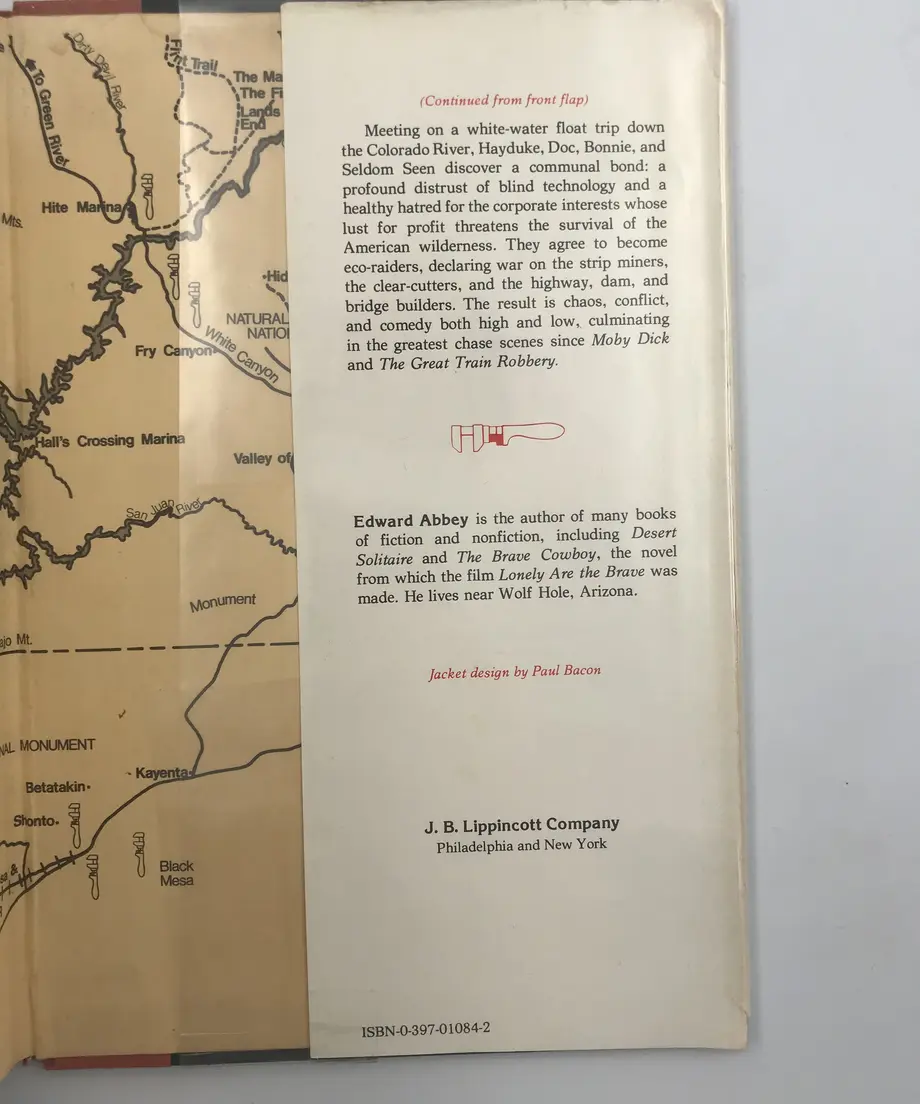 To Green River
Dirty Devil River
Flint Trail
The
The
Lands
End
Hite Marina
Mts.
NATURAL
White Canyon
Fry Canyon
Hall's Crossing Marina
Valley of
San Juan River
Monument
Mt.
MONUMENT
Kayenta
Betatakin
Shonto
&
Black
Mesa
(Continued from front flap)
Meeting on a white-water float trip down
the Colorado River, Hayduke, Doc, Bonnie, and
Seldom Seen discover a communal bond: a
profound distrust of blind technology and a
healthy hatred for the corporate interests whose
lust for profit threatens the survival of the
American wilderness. They agree to become
eco-raiders, declaring war on the strip miners,
the clear-cutters, and the highway, dam, and
bridge builders. The result is chaos, conflict,
and comedy both high and low, culminating
in the greatest chase scenes since Moby Dick
and The Great Train Robbery.
Edward Abbey is the author of many books
of fiction and nonfiction, including Desert
Solitaire and The Brave Cowboy, the novel
from which the film Lonely Are the Brave was
made. He lives near Wolf Hole, Arizona.
Jacket design by Paul Bacon
J. B. Lippincott Company
Philadelphia and New York
ISBN-0-397-01084-2